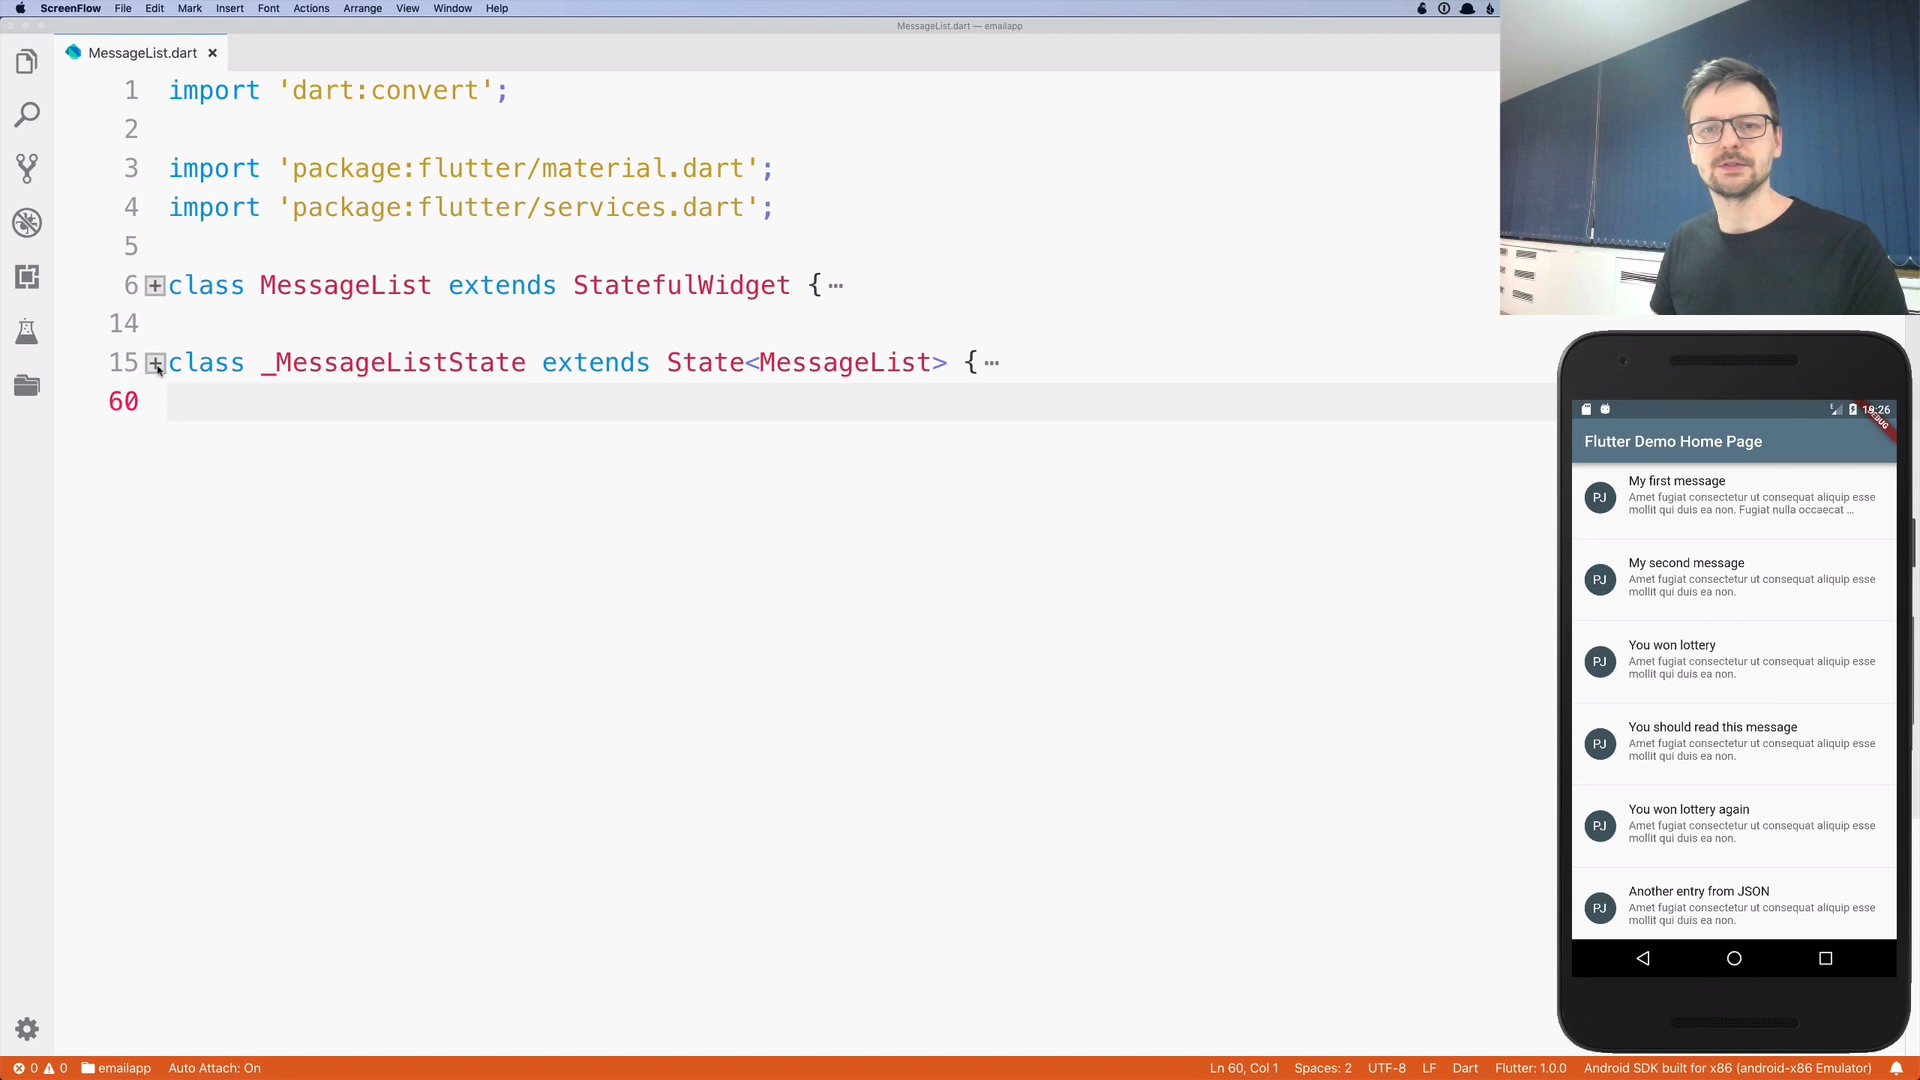 ScreenFlow File Edit Mark Insert Font Actions Arrange View Window Help
MessageList.dart — emailapp
MessageList.dart ×
1 import 'dart:convert';
2
3 import 'package:flutter/material.dart';
4 import 'package:flutter/services.dart';
5
6 class MessageList extends StatefulWidget { ⋯
14
15 class _MessageListState extends State<MessageList> { ⋯
60
19:26
DEBUG
Flutter Demo Home Page
PJ
My first message
Amet fugiat consectetur ut consequat aliquip esse
mollit qui duis ea non. Fugiat nulla occaecat ...
PJ
My second message
Amet fugiat consectetur ut consequat aliquip esse
mollit qui duis ea non.
PJ
You won lottery
Amet fugiat consectetur ut consequat aliquip esse
mollit qui duis ea non.
PJ
You should read this message
Amet fugiat consectetur ut consequat aliquip esse
mollit qui duis ea non.
PJ
You won lottery again
Amet fugiat consectetur ut consequat aliquip esse
mollit qui duis ea non.
PJ
Another entry from JSON
Amet fugiat consectetur ut consequat aliquip esse
mollit qui duis ea non.
0 0 emailapp Auto Attach: On Ln 60, Col 1 Spaces: 2 UTF-8 LF Dart Flutter: 1.0.0 Android SDK built for x86 (android-x86 Emulator)